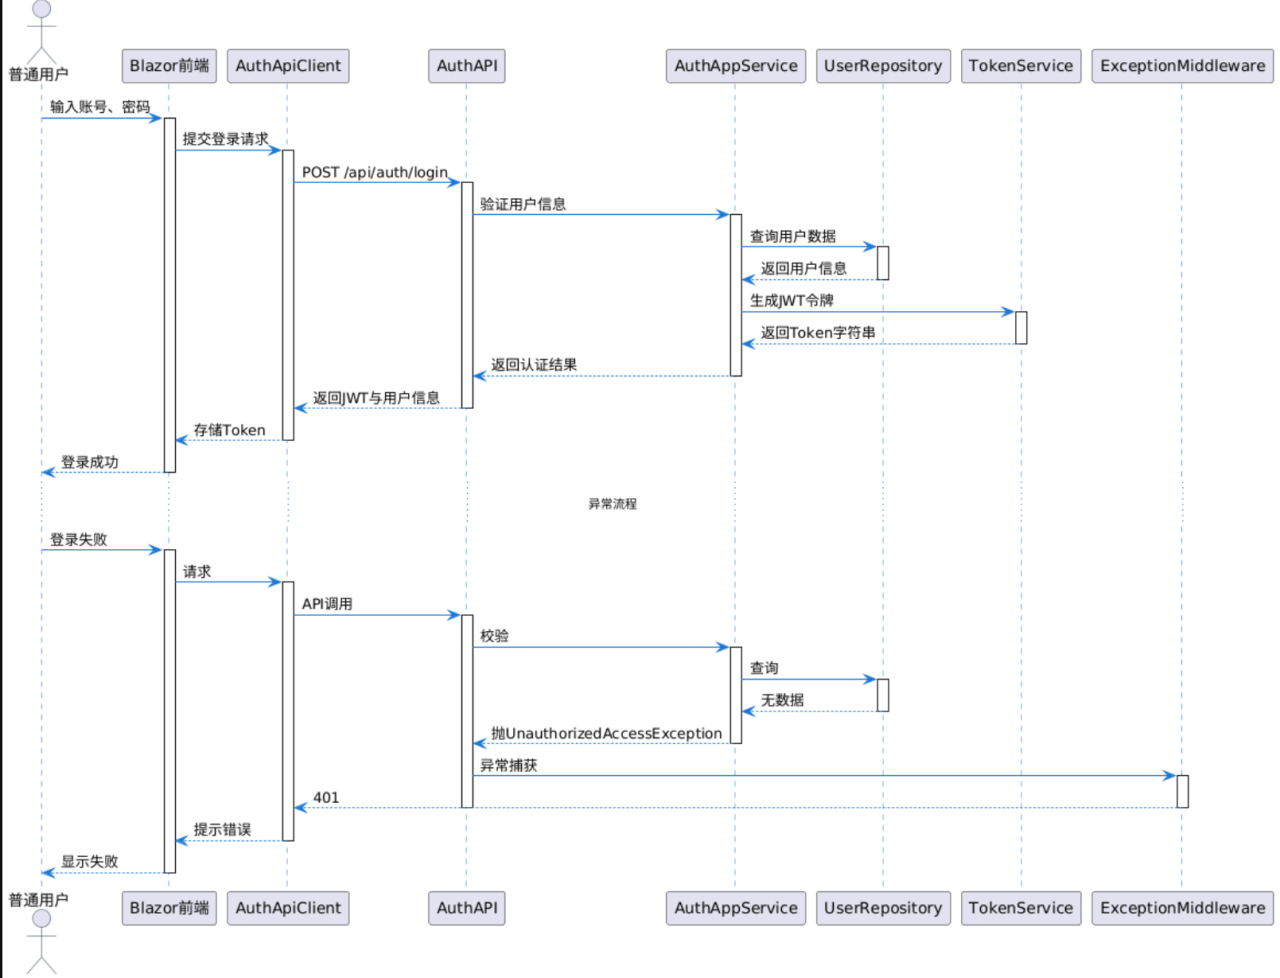 普通用户
Blazor前端
AuthApiClient
AuthAPI
AuthAppService
UserRepository
TokenService
ExceptionMiddleware
输入账号、密码
提交登录请求
POST /api/auth/login
验证用户信息
查询用户数据
返回用户信息
生成JWT令牌
返回Token字符串
返回认证结果
返回JWT与用户信息
存储Token
登录成功
异常流程
登录失败
请求
API调用
校验
查询
无数据
抛UnauthorizedAccessException
异常捕获
401
提示错误
显示失败
普通用户
Blazor前端
AuthApiClient
AuthAPI
AuthAppService
UserRepository
TokenService
ExceptionMiddleware